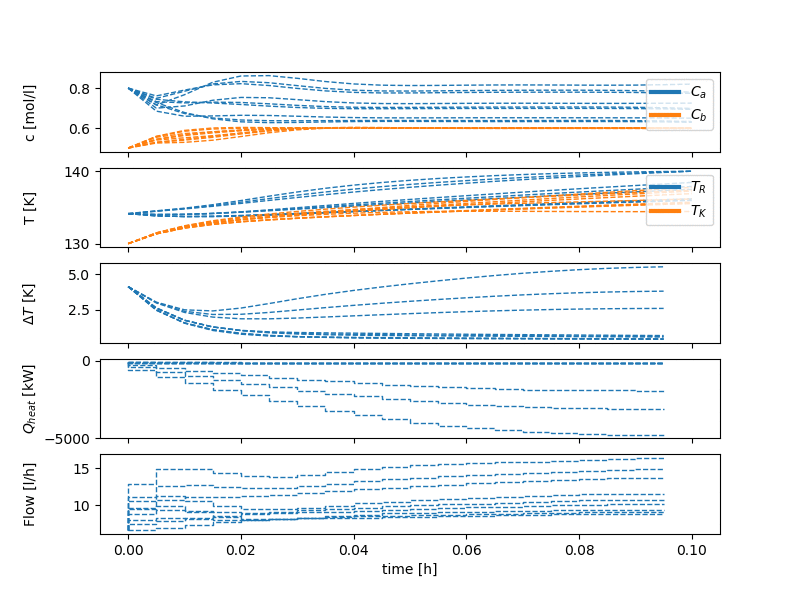 c [mol/l]
0.8
0.6
C_a
C_b
T [K]
140
130
T_R
T_K
ΔT [K]
5.0
2.5
Q_heat [kW]
0
−5000
Flow [l/h]
15
10
0.00 0.02 0.04 0.06 0.08 0.10
time [h]